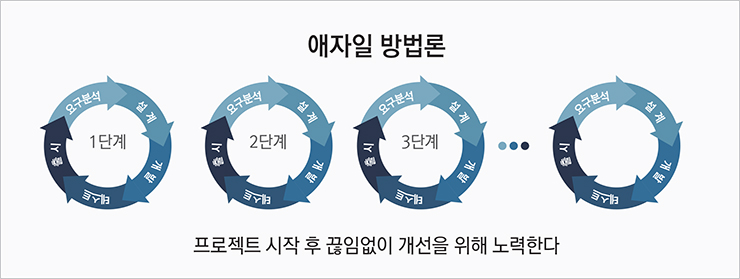 애자일 방법론
요구분석
설계
개발
테스트
출시
1단계
요구분석
설계
개발
테스트
출시
2단계
요구분석
설계
개발
테스트
출시
3단계
요구분석
설계
개발
테스트
출시
프로젝트 시작 후 끊임없이 개선을 위해 노력한다